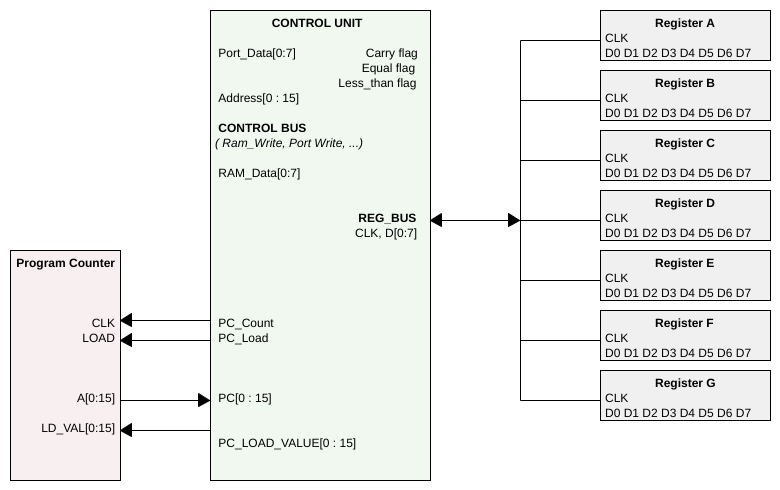 CONTROL UNIT
Port_Data[0:7]
Carry flag
Equal flag
Less_than flag
Address[0 : 15]
CONTROL BUS
( Ram_Write, Port Write, ...)
RAM_Data[0:7]
REG_BUS
CLK, D[0:7]
PC_Count
PC_Load
PC[0 : 15]
PC_LOAD_VALUE[0 : 15]
Program Counter
CLK
LOAD
A[0:15]
LD_VAL[0:15]
Register A
CLK
D0 D1 D2 D3 D4 D5 D6 D7
Register B
CLK
D0 D1 D2 D3 D4 D5 D6 D7
Register C
CLK
D0 D1 D2 D3 D4 D5 D6 D7
Register D
CLK
D0 D1 D2 D3 D4 D5 D6 D7
Register E
CLK
D0 D1 D2 D3 D4 D5 D6 D7
Register F
CLK
D0 D1 D2 D3 D4 D5 D6 D7
Register G
CLK
D0 D1 D2 D3 D4 D5 D6 D7